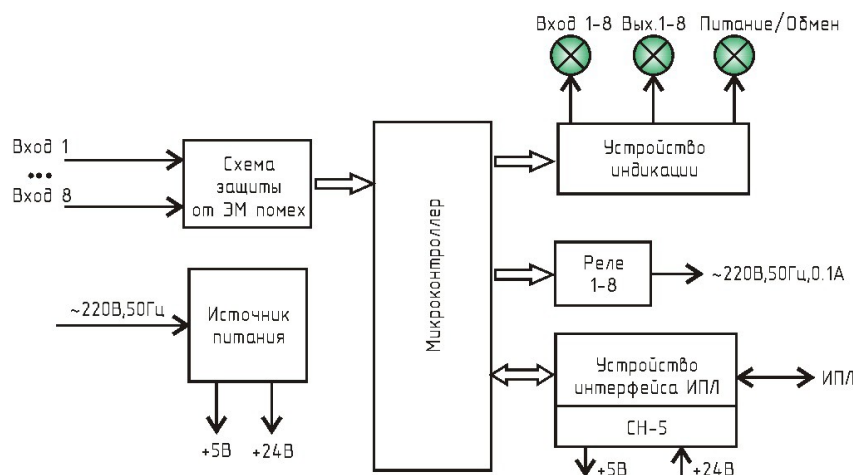 Вход 1-8 Вых.1-8 Питание/Обмен
Вход 1
...
Вход 8
Схема
защиты
от ЭМ помех
Микроконтроллер
Устройство
индикации
Реле
1-8
~220В,50Гц,0.1А
~220В,50Гц
Источник
питания
+5В +24В
Устройство
интерфейса ИПЛ
ИПЛ
СН-5
+5В +24В